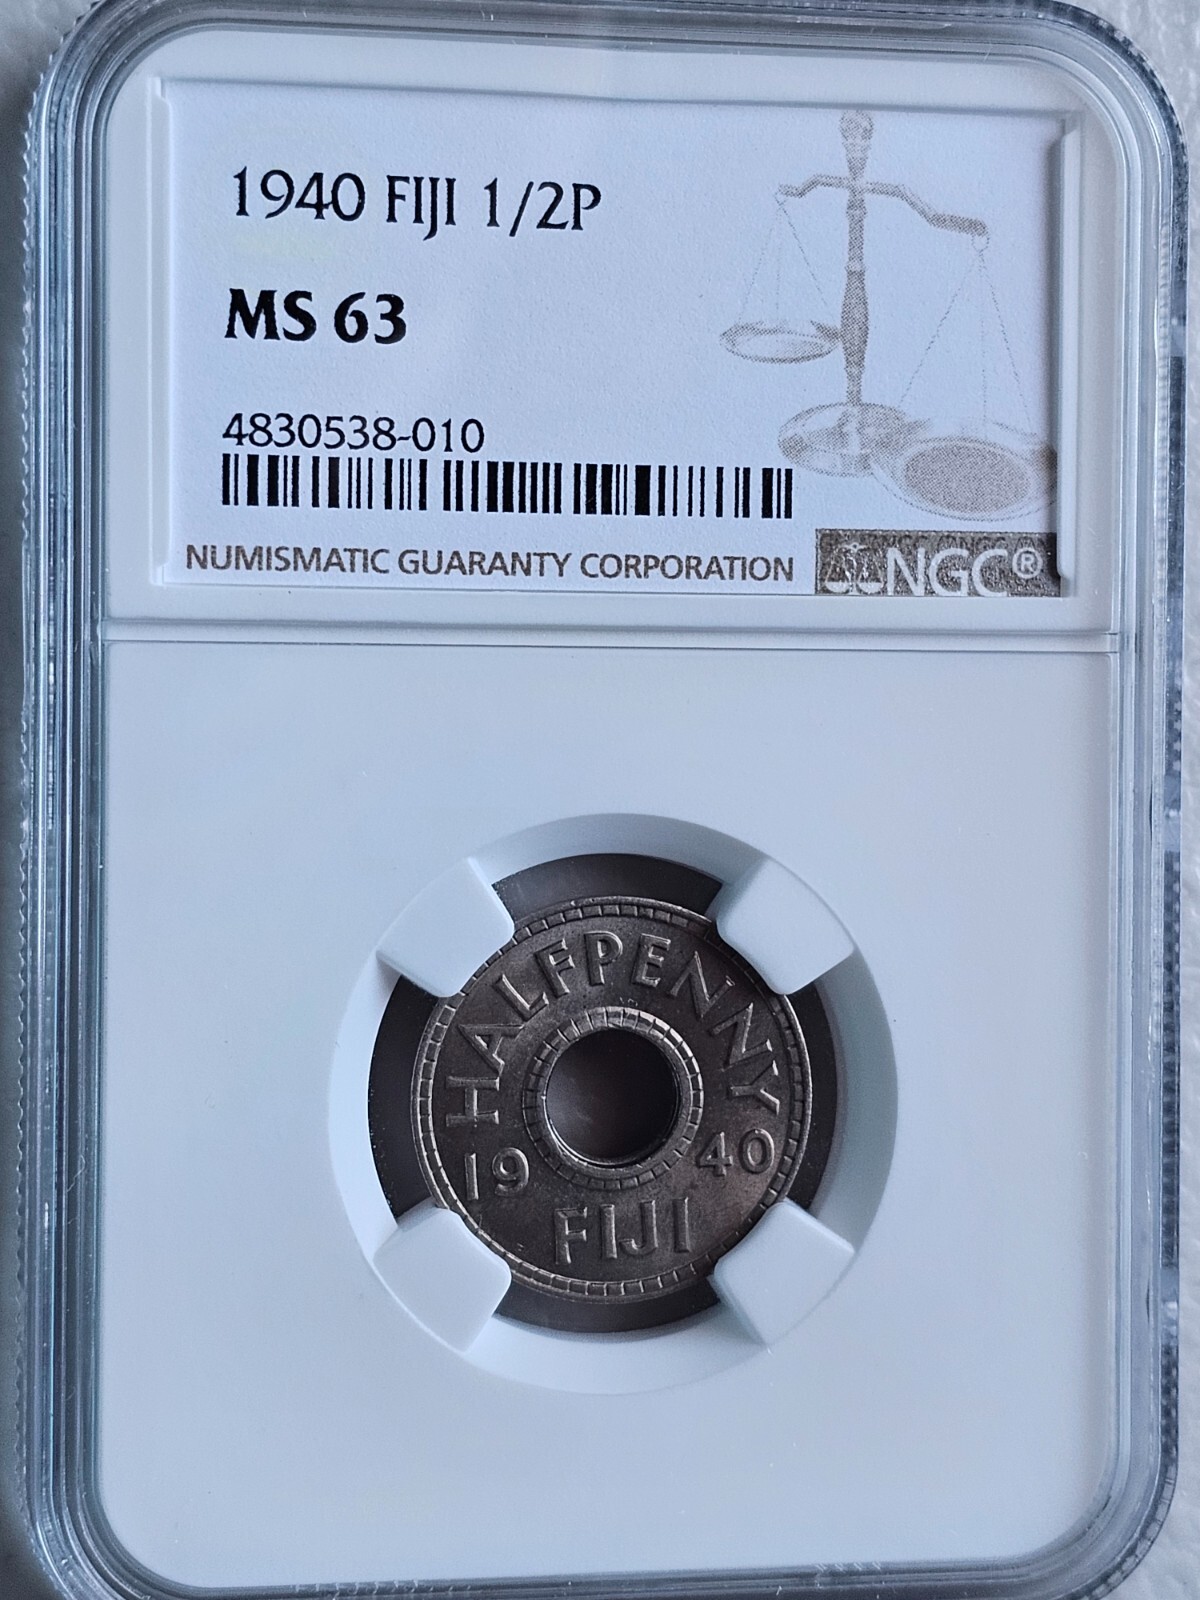 1940 FIJI 1/2P
MS 63
4830538-010
NUMISMATIC GUARANTY CORPORATION
NGC®
HALFPENNY
19 40
FIJI